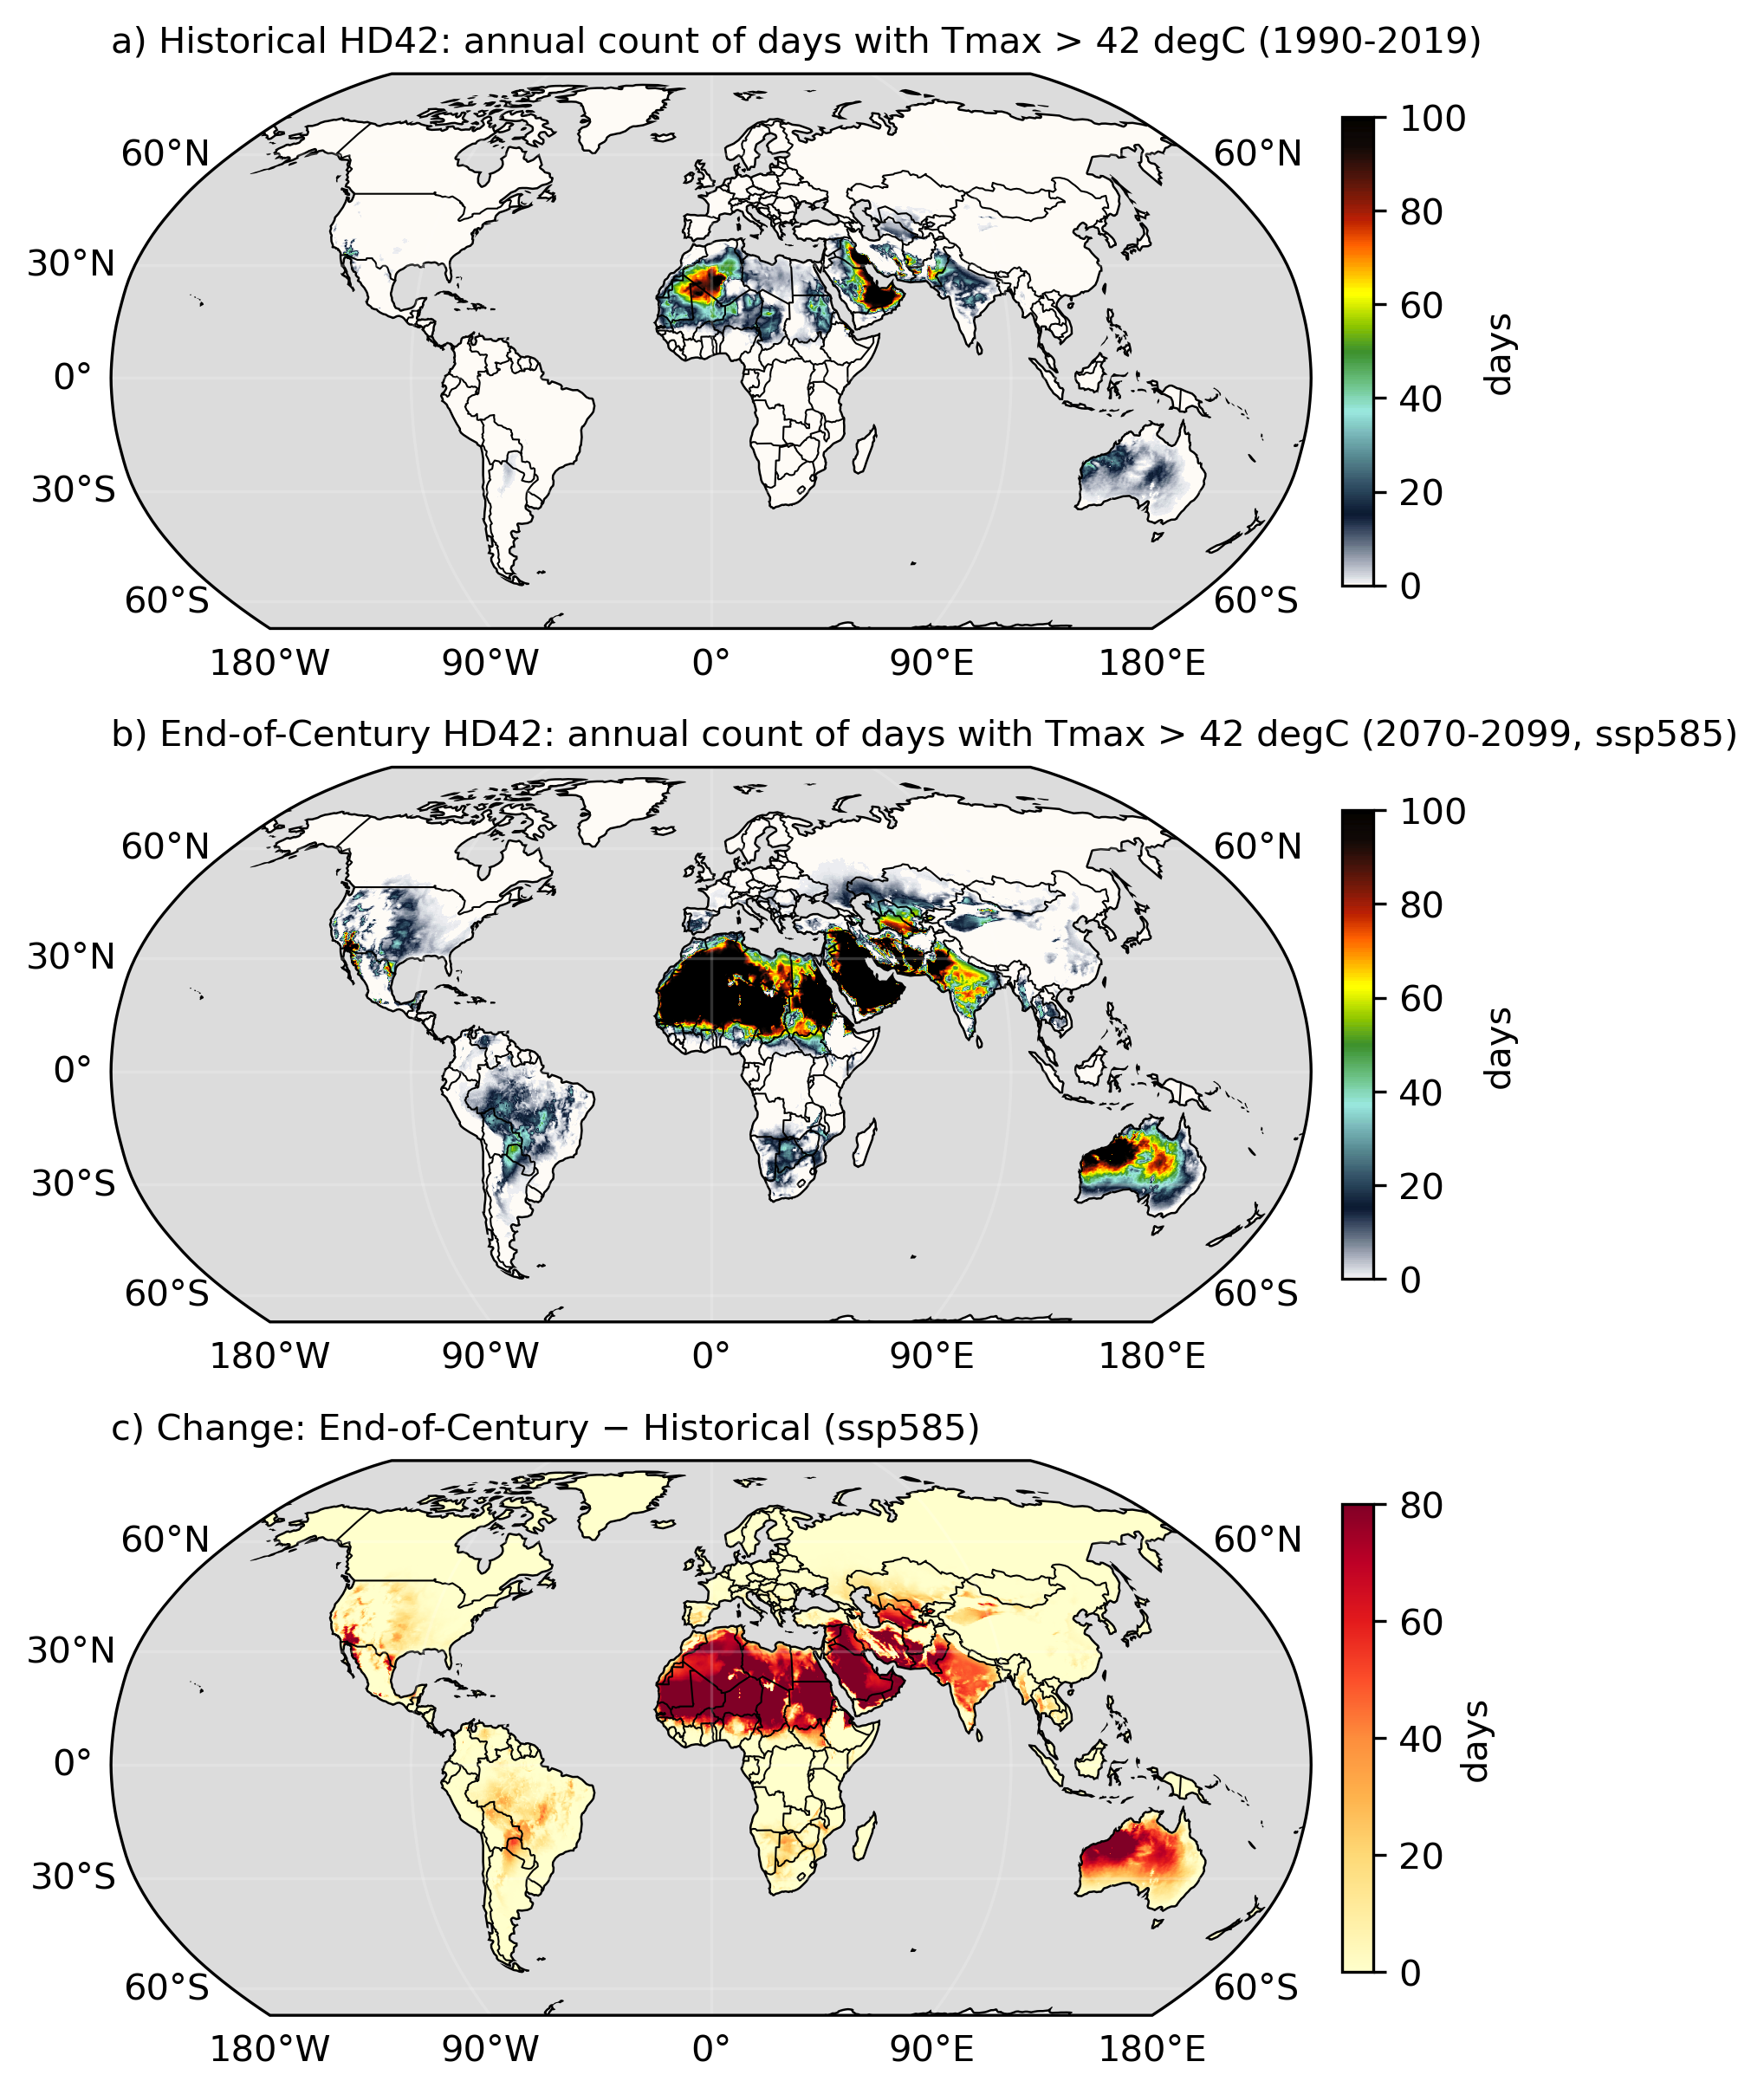 a) Historical HD42: annual count of days with Tmax > 42 degC (1990-2019)
100
60°N 60°N
80
30°N
60
days
0°
40
30°S
20
60°S 60°S
0
180°W 90°W 0° 90°E 180°E
b) End-of-Century HD42: annual count of days with Tmax > 42 degC (2070-2099, ssp585)
100
60°N 60°N
80
30°N
60
days
0°
40
30°S
20
60°S 60°S
0
180°W 90°W 0° 90°E 180°E
c) Change: End-of-Century − Historical (ssp585)
80
60°N 60°N
60
30°N
days
40
0°
20
30°S
60°S 60°S
0
180°W 90°W 0° 90°E 180°E